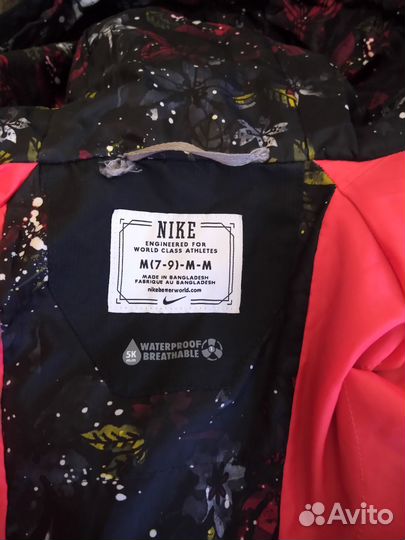 NIKE
ENGINEERED FOR
WORLD CLASS ATHLETES
M(7-9)-M-M
MADE IN BANGLADESH
FABRIQUE AU BANGLADESH
nikebetterworld.com
5K
WATERPROOF
BREATHABLE
Avito